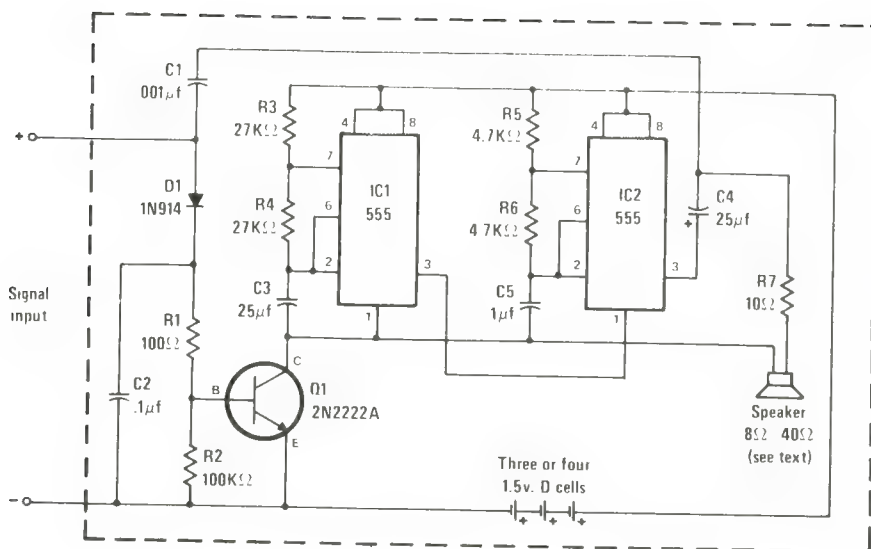 C1
001μf
+
D1
1N914
Signal
input
C2
.1μf
R1
100Ω
R2
100KΩ
-
R3
27KΩ
R4
27KΩ
C3
25μf
4
8
7
6
2
3
1
IC1
555
B
C
E
Q1
2N2222A
R5
4.7KΩ
R6
4 7KΩ
C5
1μf
4
8
7
6
2
3
1
IC2
555
C4
25μf
+
R7
10Ω
Speaker
8Ω 40Ω
(see text)
Three or four
1.5v. D cells
+ + +